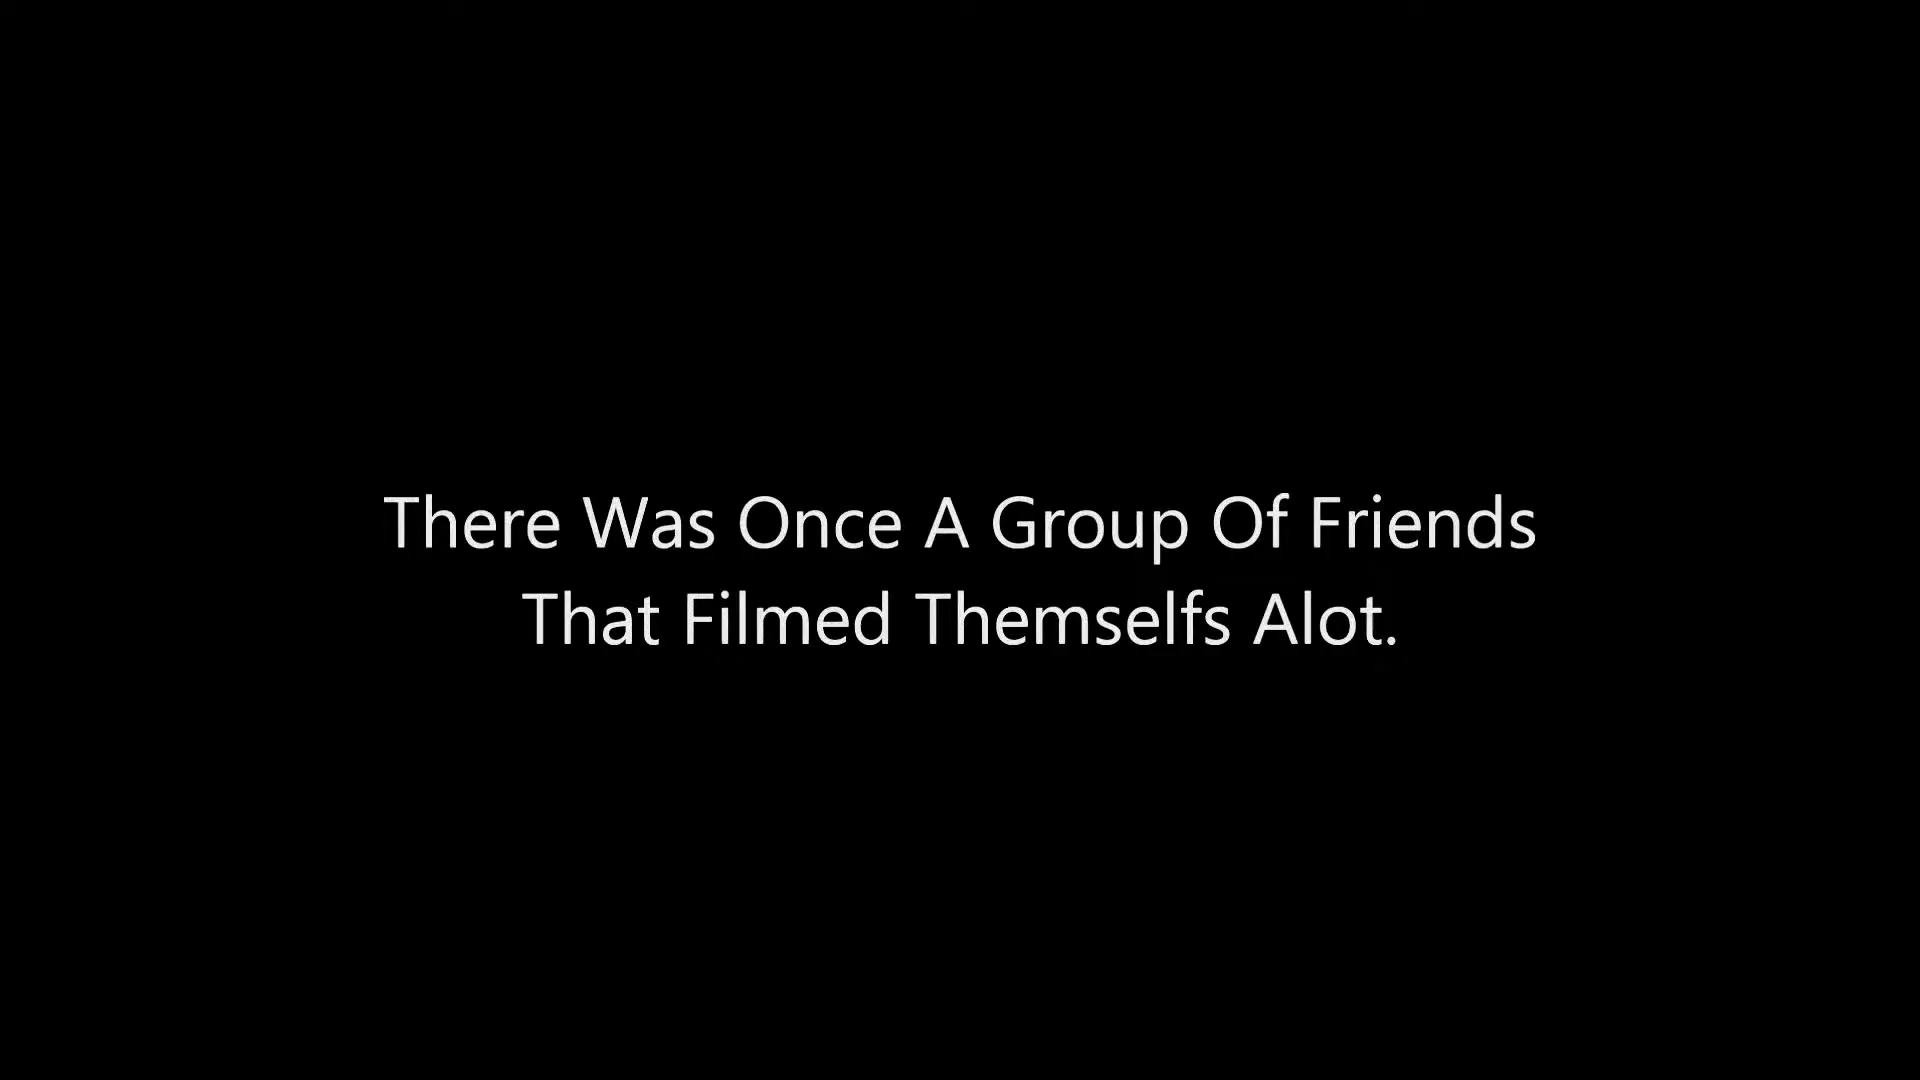 There Was Once A Group Of Friends
That Filmed Themselfs Alot.